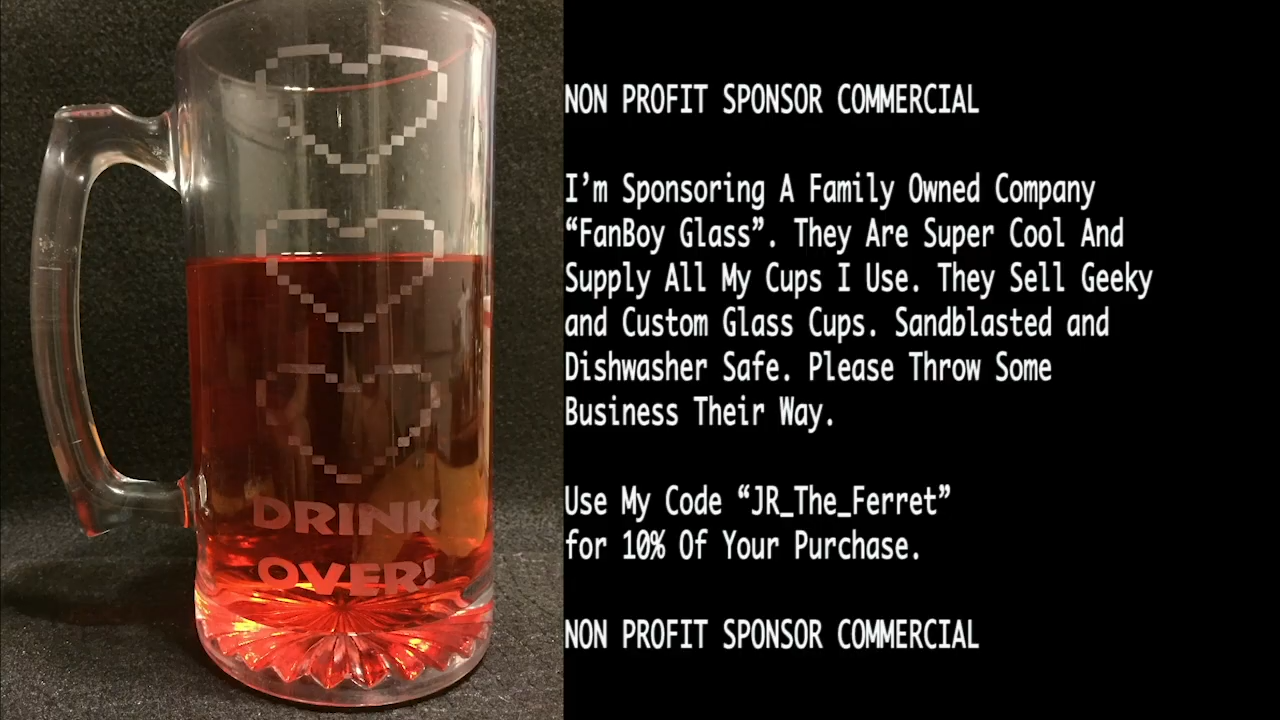 DRINK
OVER!
NON PROFIT SPONSOR COMMERCIAL
I’m Sponsoring A Family Owned Company
“FanBoy Glass”. They Are Super Cool And
Supply All My Cups I Use. They Sell Geeky
and Custom Glass Cups. Sandblasted and
Dishwasher Safe. Please Throw Some
Business Their Way.
Use My Code “JR_The_Ferret”
for 10% Of Your Purchase.
NON PROFIT SPONSOR COMMERCIAL